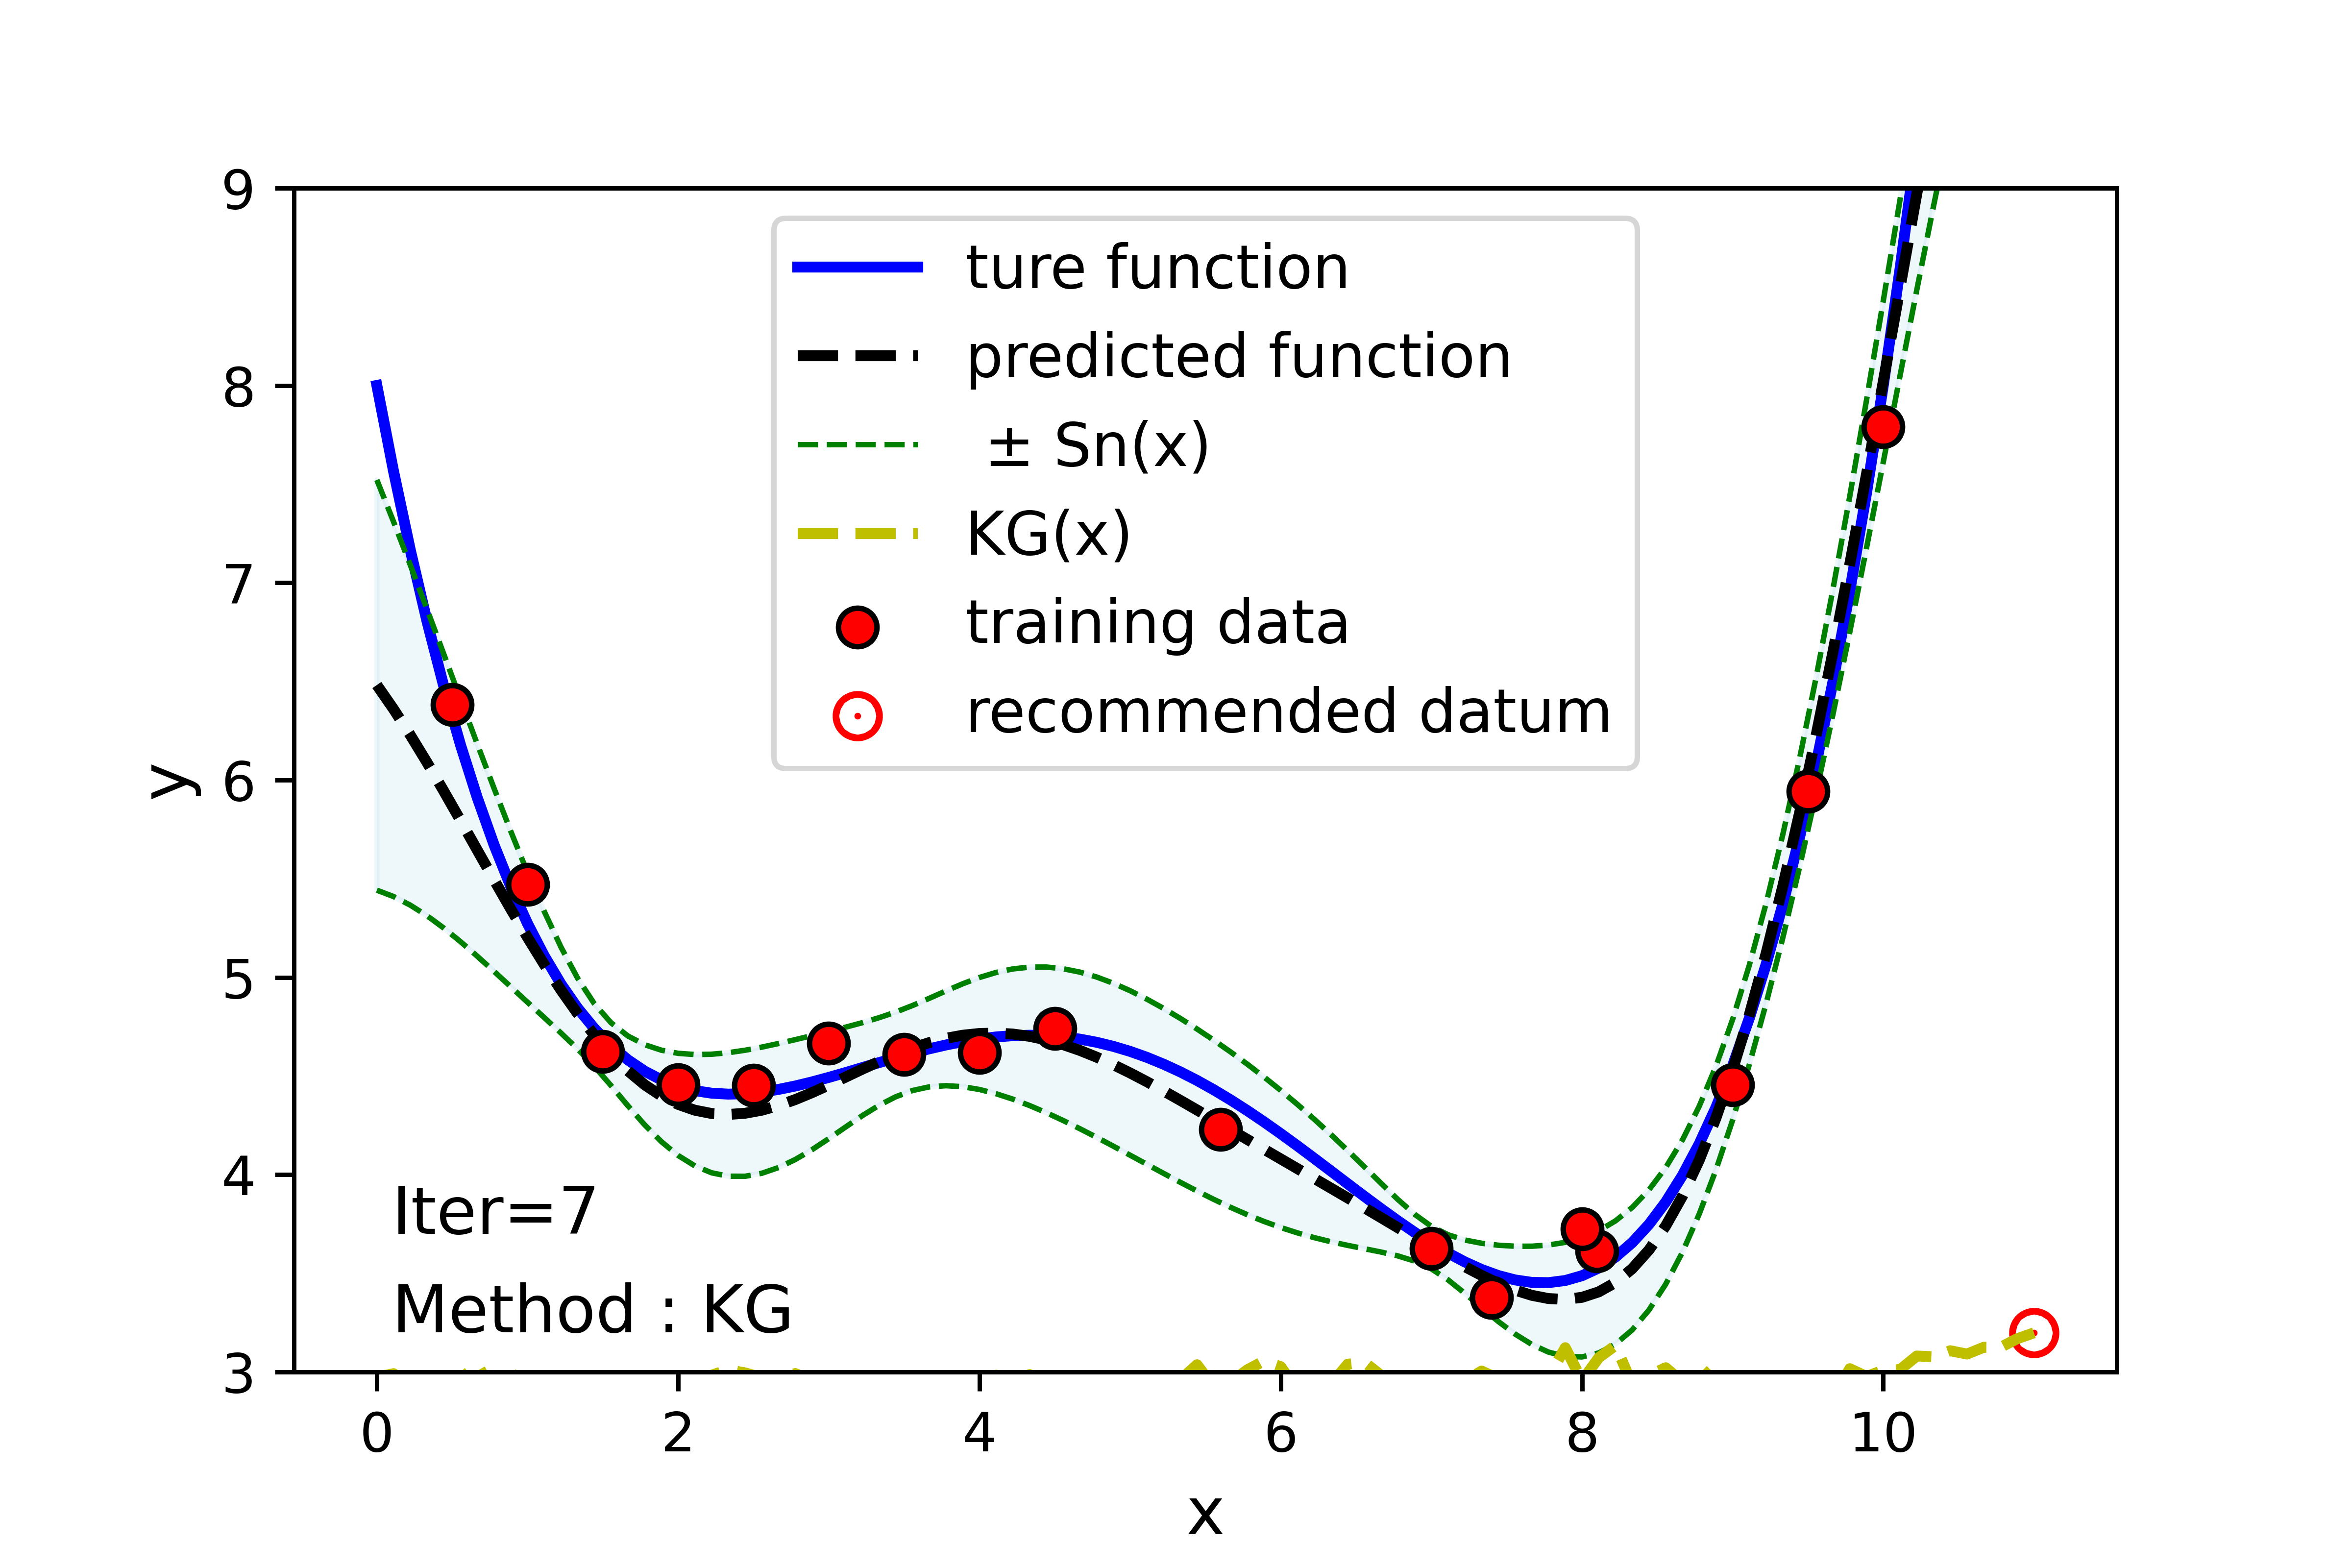 9
8
7
6
5
4
3
y
ture function
predicted function
± Sn(x)
KG(x)
training data
recommended datum
Iter=7
Method : KG
0 2 4 6 8 10
x